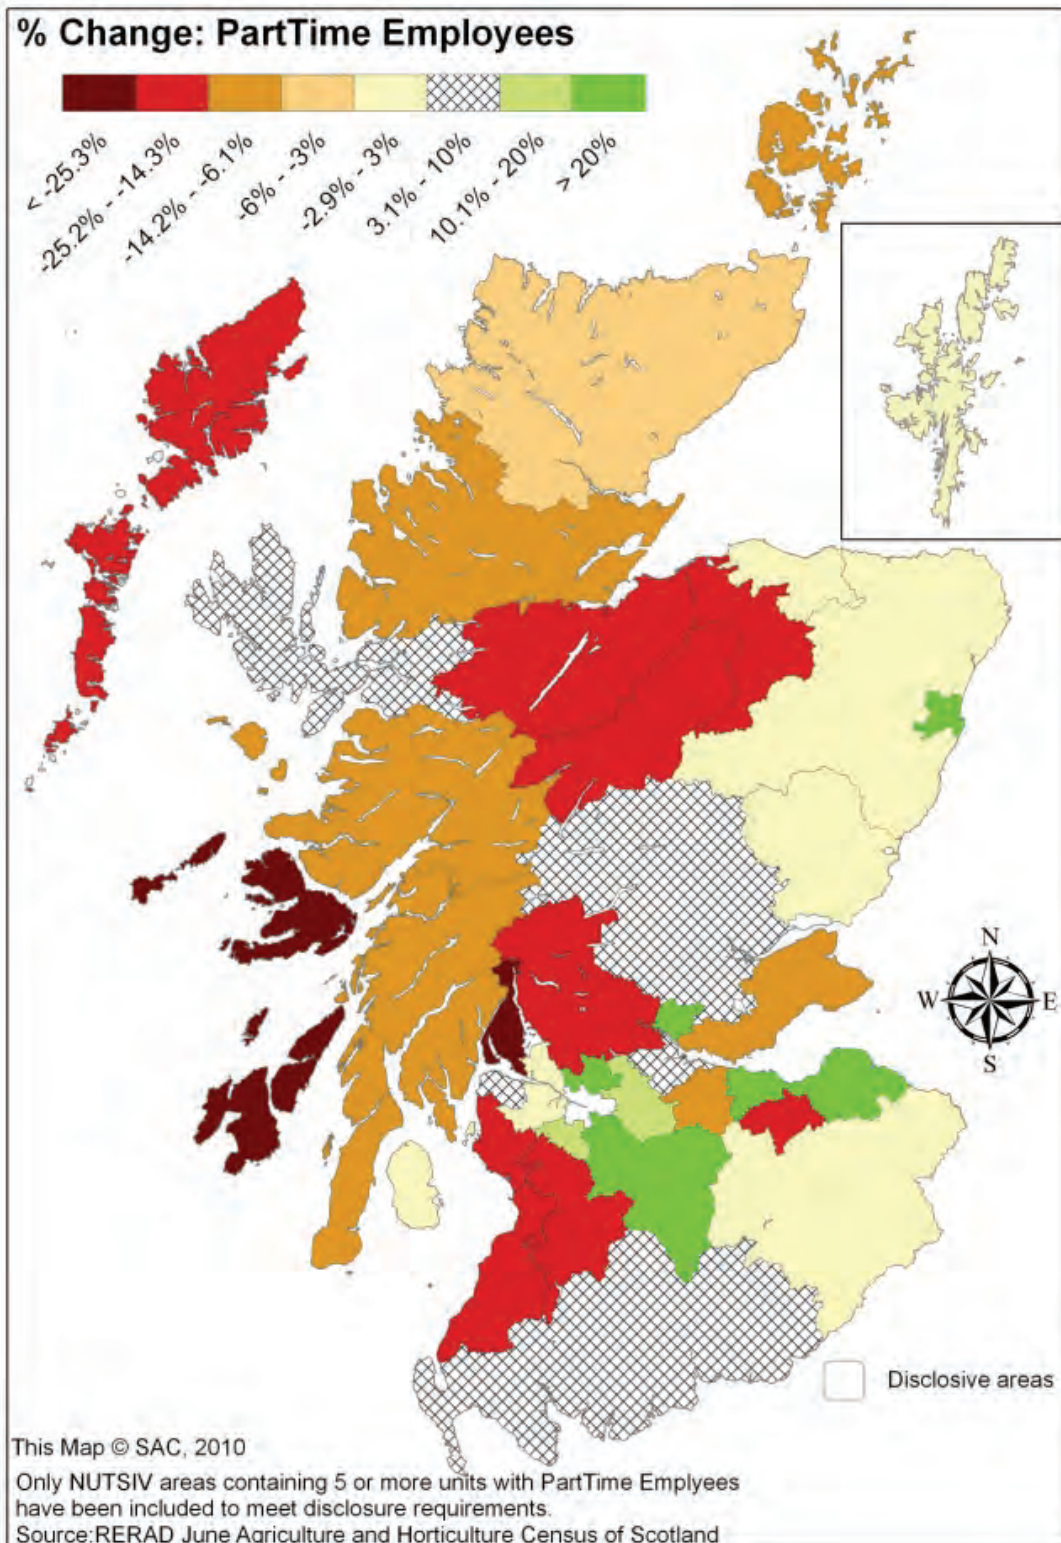 % Change: PartTime Employees
< -25.3%
-25.2% - -14.3%
-14.2% - -6.1%
-6% - -3%
-2.9% - 3%
3.1% - 10%
10.1% - 20%
> 20%
N
W E
S
Disclosive areas
This Map © SAC, 2010
Only NUTSIV areas containing 5 or more units with PartTime Emplyees
have been included to meet disclosure requirements.
Source:RERAD June Agriculture and Horticulture Census of Scotland